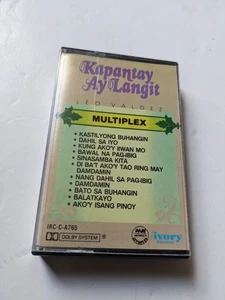 Kapantay
Ay Langit
LEO VALDEZ
MULTIPLEX
• KASTILYONG BUHANGIN
• DAHIL SA IYO
• KUNG AKO'Y IIWAN MO
• BAWAL NA PAG-IBIG
• SINASAMBA KITA
• DI BA'T AKO'Y TAO RING MAY
DAMDAMIN
• NANG DAHIL SA PAG-IBIG
• DAMDAMIN
• BATO SA BUHANGIN
• BALATKAYO
• AKO'Y ISANG PINOY
IRC-C-A765
DOLBY SYSTEM
ivory